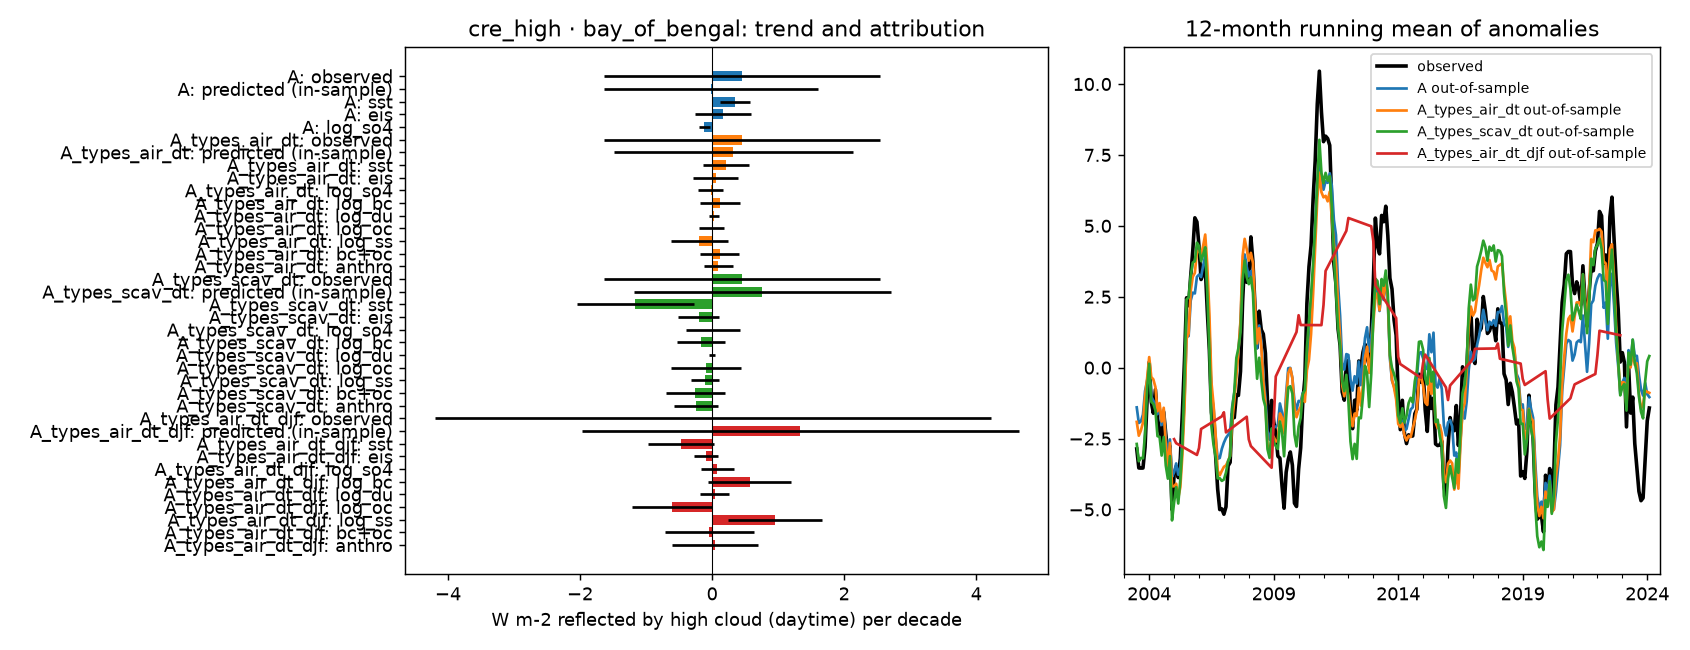 cre_high · bay_of_bengal: trend and attribution
A: observed
A: predicted (in-sample)
A: sst
A: eis
A: log_so4
A_types_air_dt: observed
A_types_air_dt: predicted (in-sample)
A_types_air_dt: sst
A_types_air_dt: eis
A_types_air_dt: log_so4
A_types_air_dt: log_bc
A_types_air_dt: log_du
A_types_air_dt: log_oc
A_types_air_dt: log_ss
A_types_air_dt: bc+oc
A_types_air_dt: anthro
A_types_scav_dt: observed
A_types_scav_dt: predicted (in-sample)
A_types_scav_dt: sst
A_types_scav_dt: eis
A_types_scav_dt: log_so4
A_types_scav_dt: log_bc
A_types_scav_dt: log_du
A_types_scav_dt: log_oc
A_types_scav_dt: log_ss
A_types_scav_dt: bc+oc
A_types_scav_dt: anthro
A_types_air_dt_djf: observed
A_types_air_dt_djf: predicted (in-sample)
A_types_air_dt_djf: sst
A_types_air_dt_djf: eis
A_types_air_dt_djf: log_so4
A_types_air_dt_djf: log_bc
A_types_air_dt_djf: log_du
A_types_air_dt_djf: log_oc
A_types_air_dt_djf: log_ss
A_types_air_dt_djf: bc+oc
A_types_air_dt_djf: anthro
−4 −2 0 2 4
W m-2 reflected by high cloud (daytime) per decade
12-month running mean of anomalies
observed
A out-of-sample
A_types_air_dt out-of-sample
A_types_scav_dt out-of-sample
A_types_air_dt_djf out-of-sample
10.0
7.5
5.0
2.5
0.0
−2.5
−5.0
2004 2009 2014 2019 2024